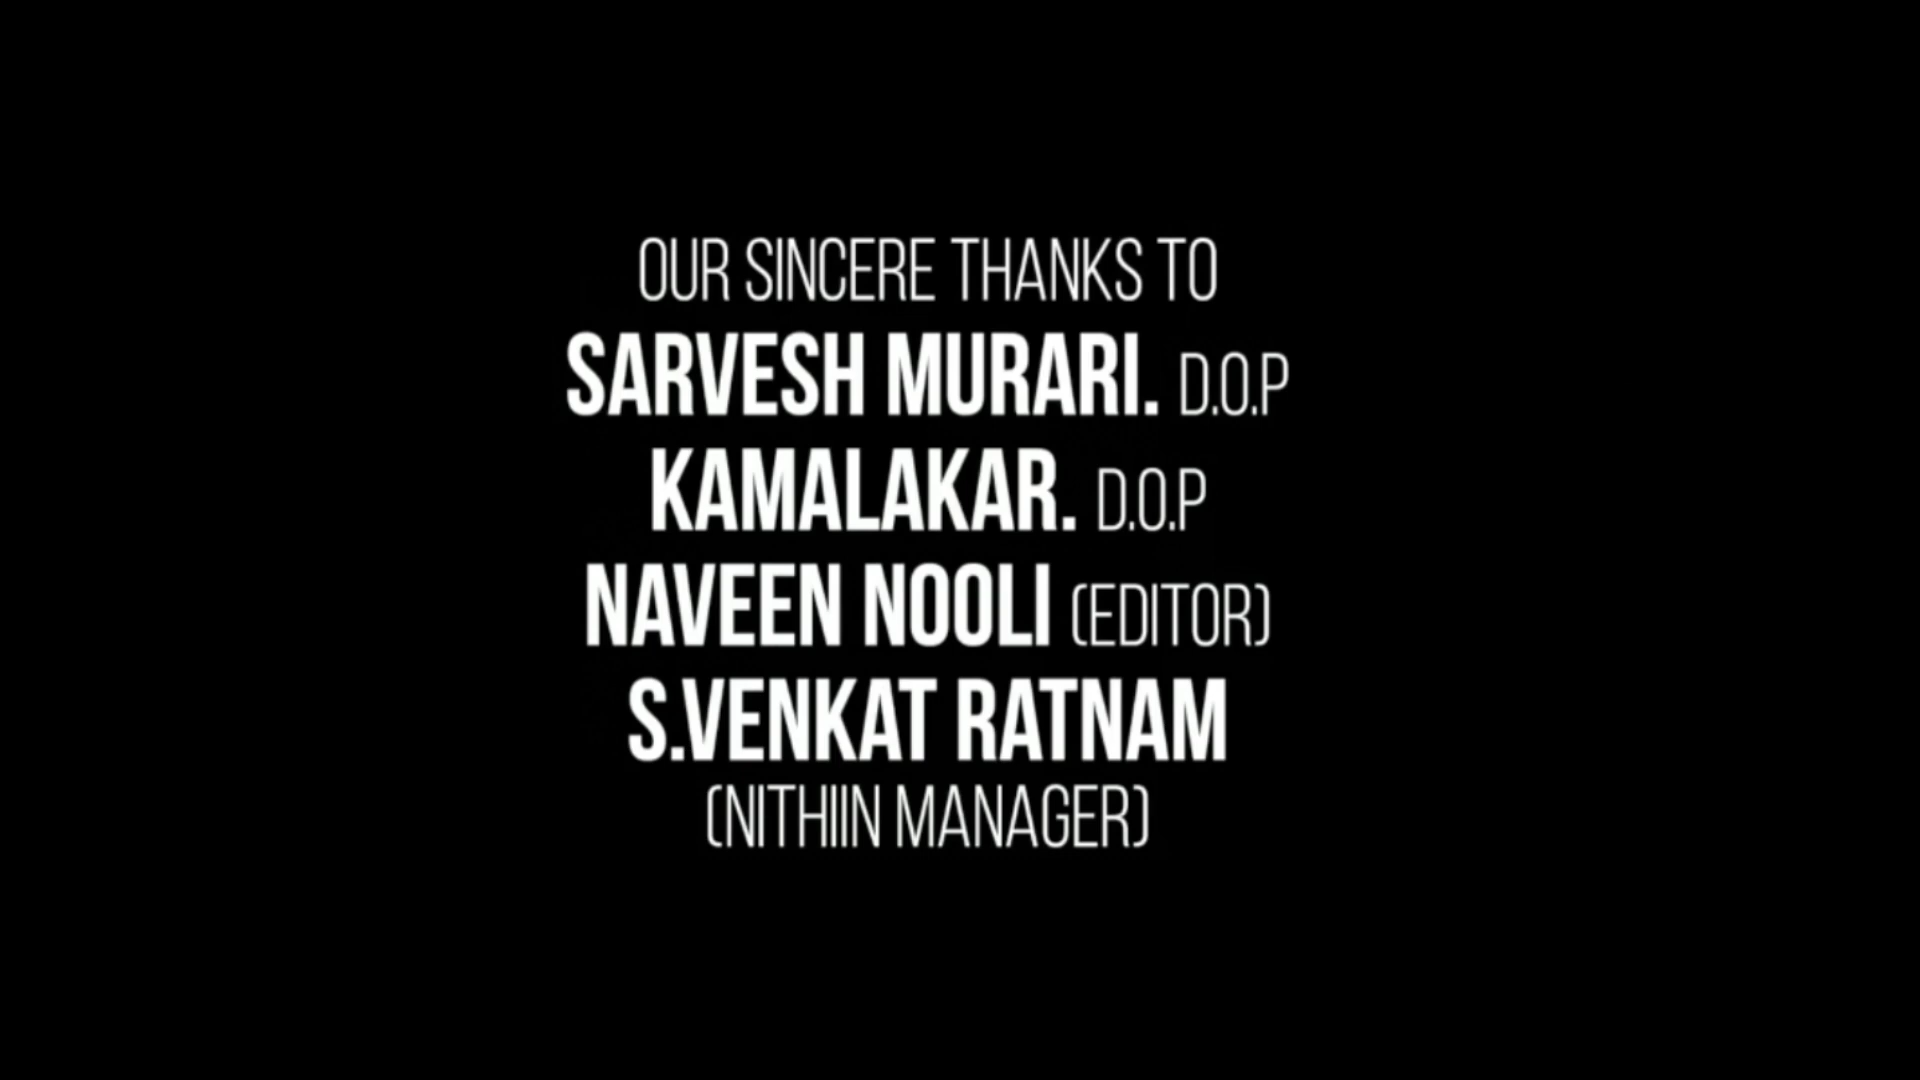 OUR SINCERE THANKS TO
SARVESH MURARI. D.O.P
KAMALAKAR. D.O.P
NAVEEN NOOLI (EDITOR)
S.VENKAT RATNAM
(NITHIIN MANAGER)